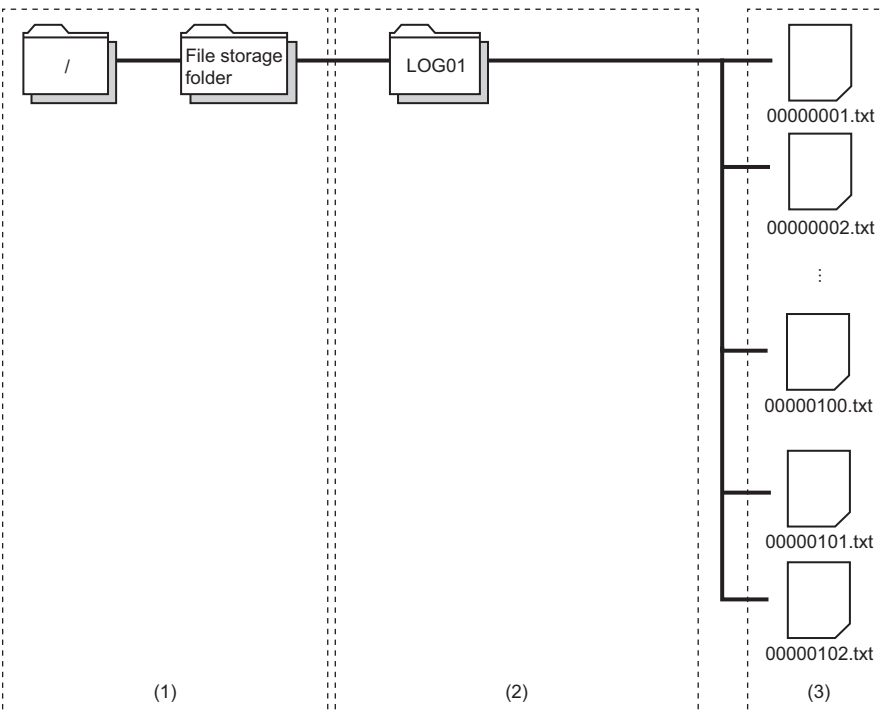 /
File storage
folder
LOG01
00000001.txt
00000002.txt
⋮
00000100.txt
00000101.txt
00000102.txt
(1)
(2)
(3)